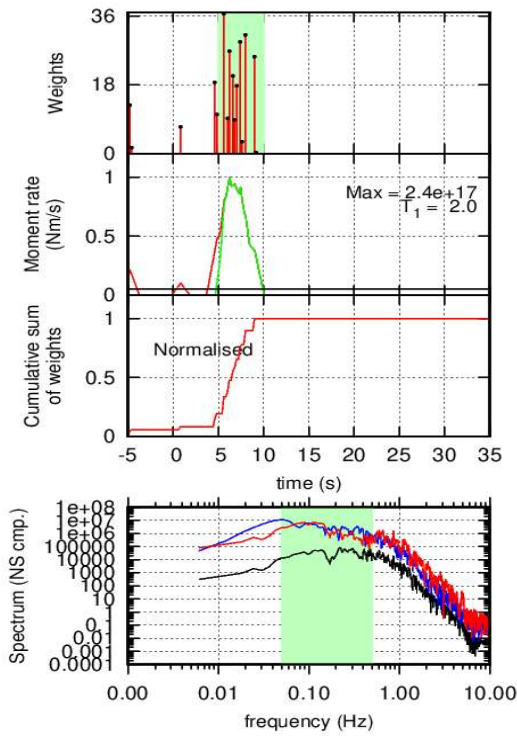 36
18
0
Weights
1
0.5
0
Moment rate
(Nm/s)
Max = 2.4e+17
T1 = 2.0
1
0.5
0
Cumulative sum
of weights
Normalised
-5 0 5 10 15 20 25 30 35
time (s)
1e+08
1e+07
1e+06
100000
10000
1000
100
10
1
0.1
0.01
0.001
0.0001
Spectrum (NS cmp.)
0.00 0.01 0.10 1.00 10.00
frequency (Hz)